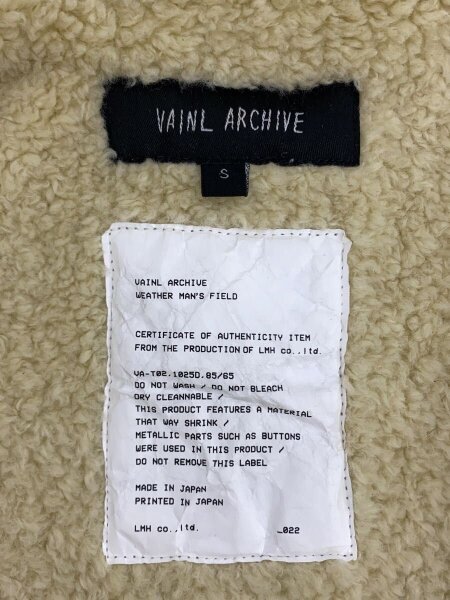 VAINL ARCHIVE
S
VAINL ARCHIVE
WEATHER MAN'S FIELD
CERTIFICATE OF AUTHENTICITY ITEM
FROM THE PRODUCTION OF LMH co.,ltd.
VA-T02.1025D.85/65
DO NOT WASH / DO NOT BLEACH
DRY CLEANNABLE /
THIS PRODUCT FEATURES A MATERIAL
THAT WAY SHRINK /
METALLIC PARTS SUCH AS BUTTONS
WERE USED IN THIS PRODUCT /
DO NOT REMOVE THIS LABEL
MADE IN JAPAN
PRINTED IN JAPAN
LMH co.,ltd. _022